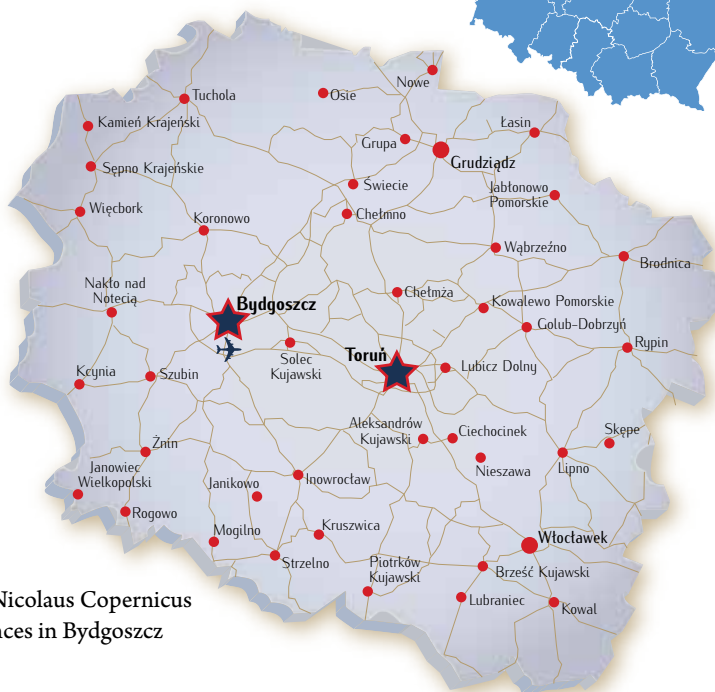 Nowe
Osie
Tuchola
Łasin
Kamień Krajeński
Grupa
Grudziądz
Sępno Krajeńskie
Świecie
Jabłonowo
Pomorskie
Więcbork
Koronowo
Chełmno
Wąbrzeźno
Brodnica
Nakło nad
Notecią
Chełmża
Bydgoszcz
Kowalewo Pomorskie
Golub-Dobrzyń
Rypin
Solec
Kujawski
Toruń
Lubicz Dolny
Kcynia
Szubin
Aleksandrów
Kujawski
Ciechocinek
Skępe
Żnin
Nieszawa
Lipno
Janowiec
Wielkopolski
Janikowo
Inowrocław
Rogowo
Mogilno
Kruszwica
Włocławek
Strzelno
Piotrków
Kujawski
Brześć Kujawski
Lubraniec
Kowal
Nicolaus Copernicus
nces in Bydgoszcz